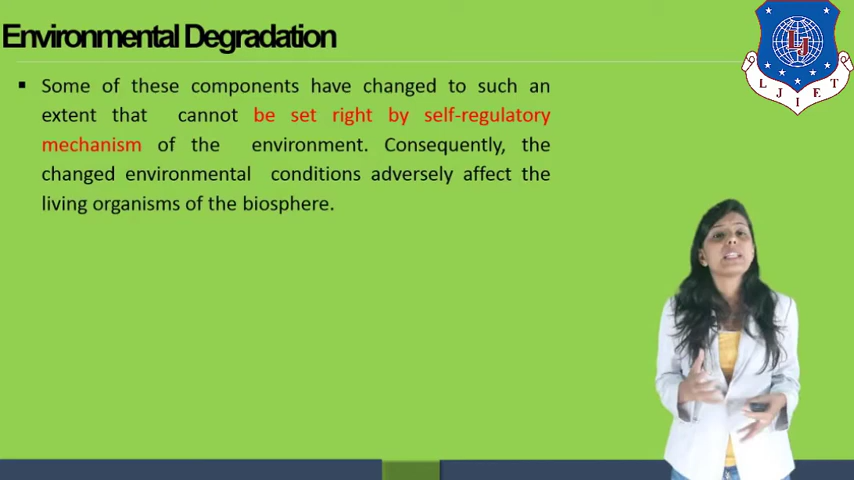 Environmental Degradation
Some of these components have changed to such an
extent that cannot be set right by self-regulatory
mechanism of the environment. Consequently, the
changed environmental conditions adversely affect the
living organisms of the biosphere.
LJ
L J I E T